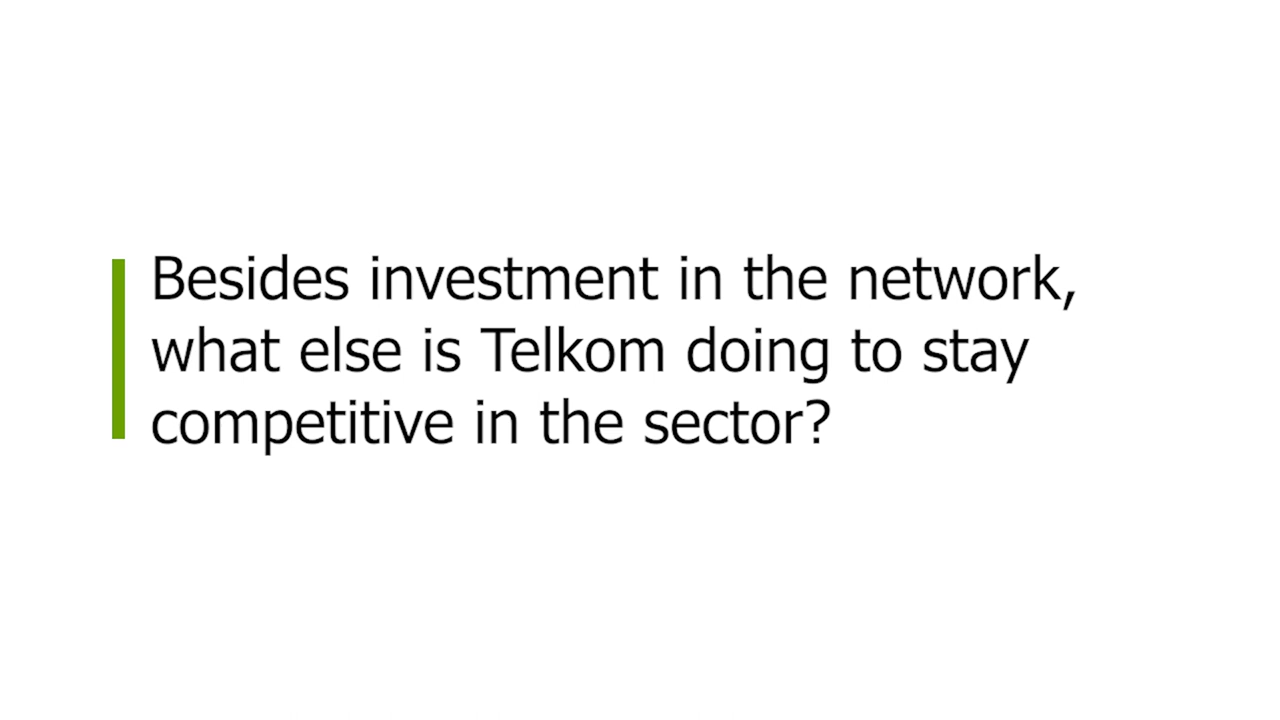 Besides investment in the network,
what else is Telkom doing to stay
competitive in the sector?